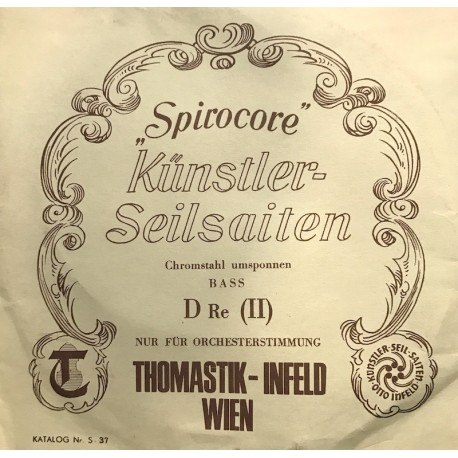 „Spirocore"
„Künstler-
Seilsaiten
Chromstahl umsponnen
BASS
D Re (II)
NUR FÜR ORCHESTERSTIMMUNG
THOMASTIK-INFELD
WIEN
T
KÜNSTLER-SEIL-SAITEN
OTTO INFELD
KATALOG Nr. S 37